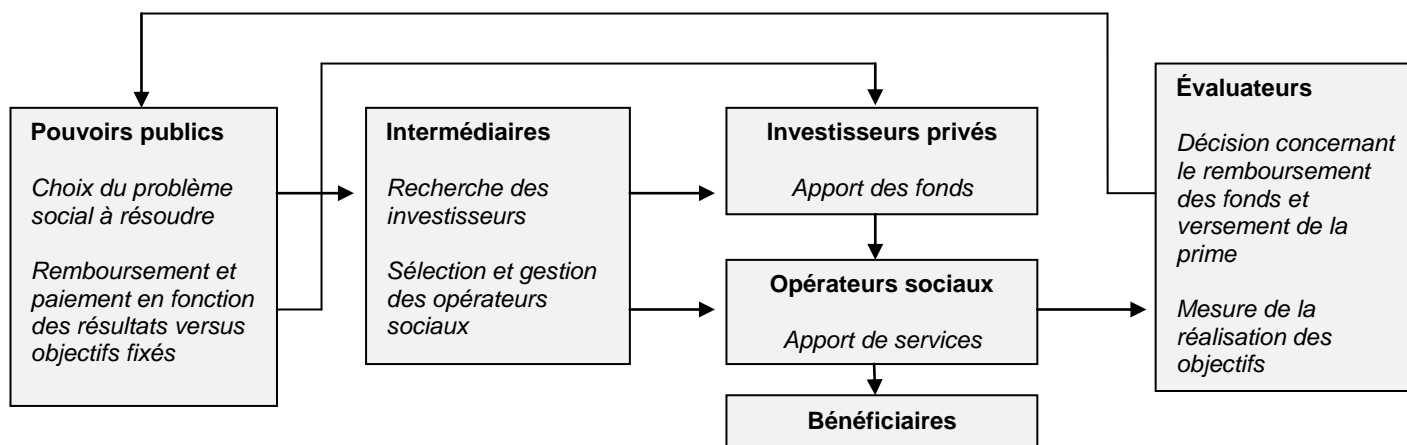 Pouvoirs publics
Choix du problème
social à résoudre
Remboursement et
paiement en fonction
des résultats versus
objectifs fixés
Intermédiaires
Recherche des
investisseurs
Sélection et gestion
des opérateurs
sociaux
Investisseurs privés
Apport des fonds
Opérateurs sociaux
Apport de services
Bénéficiaires
Évaluateurs
Décision concernant
le remboursement
des fonds et
versement de la
prime
Mesure de la
réalisation des
objectifs